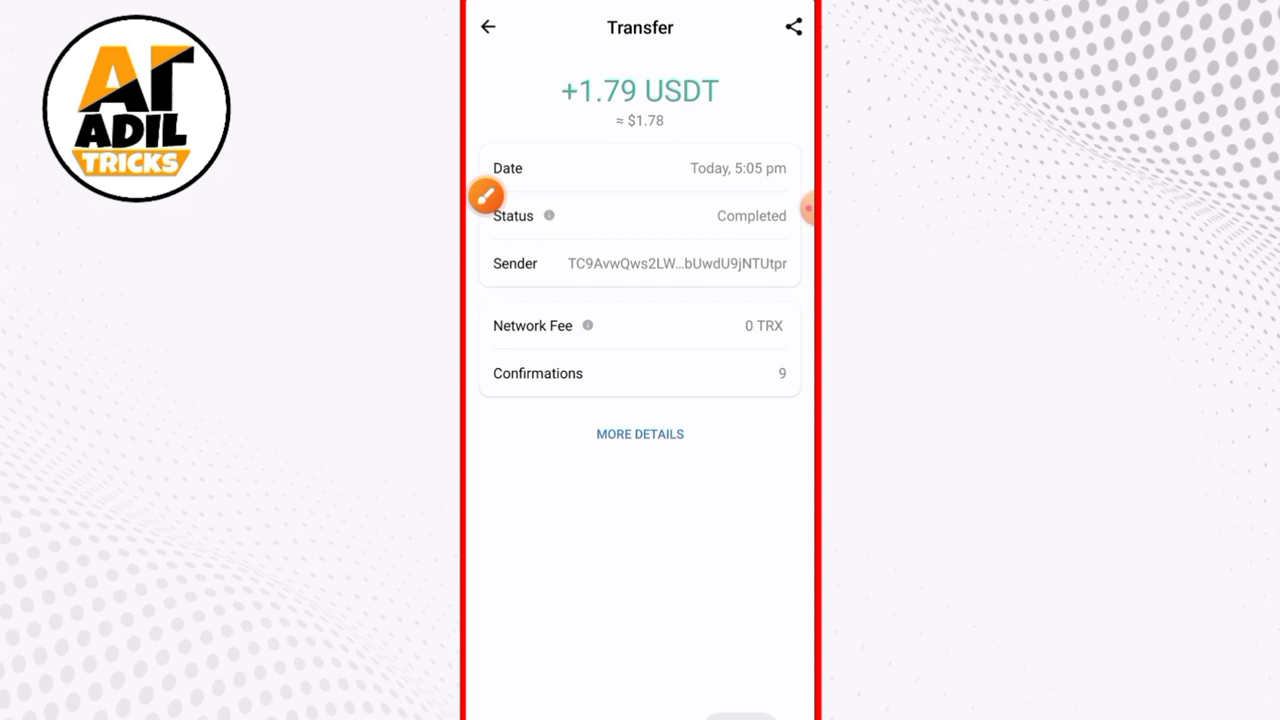 AT
ADIL
TRICKS
Transfer
+1.79 USDT
≈ $1.78
Date Today, 5:05 pm
Status Completed
Sender TC9AvwQws2LW...bUwdU9jNTUtpr
Network Fee 0 TRX
Confirmations 9
MORE DETAILS